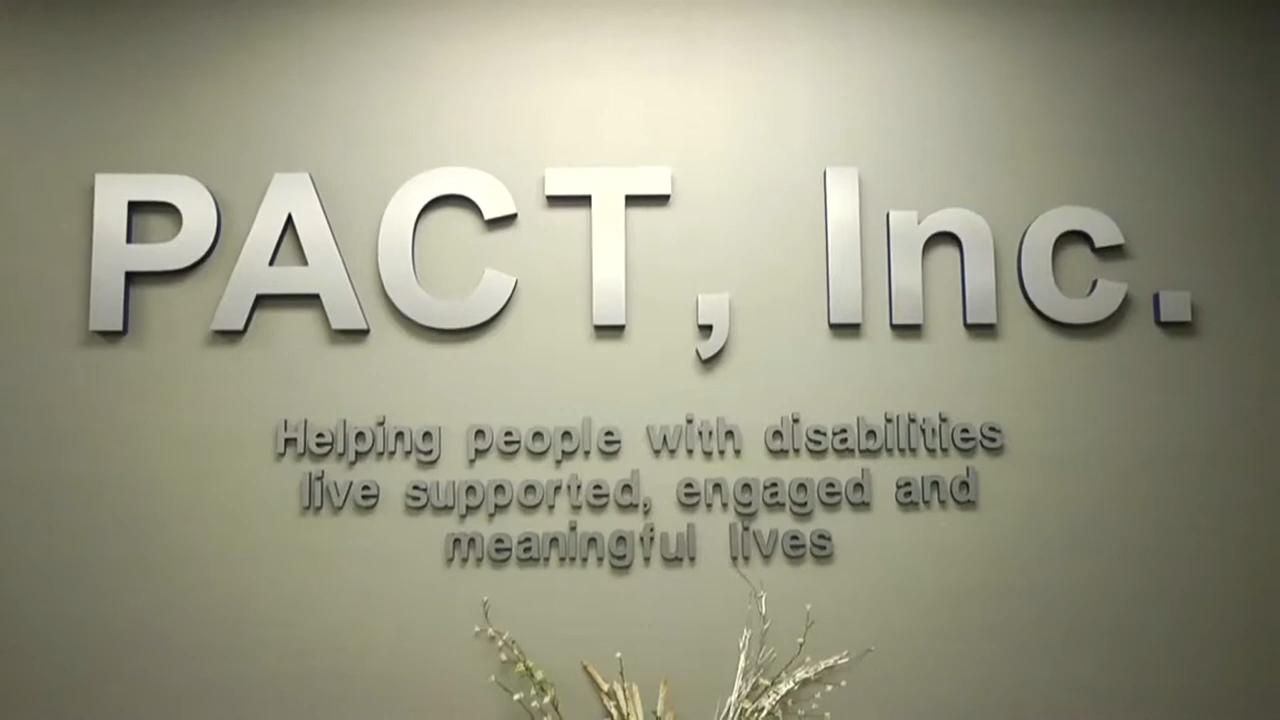 PACT, Inc.
Helping people with disabilities
live supported, engaged and
meaningful lives